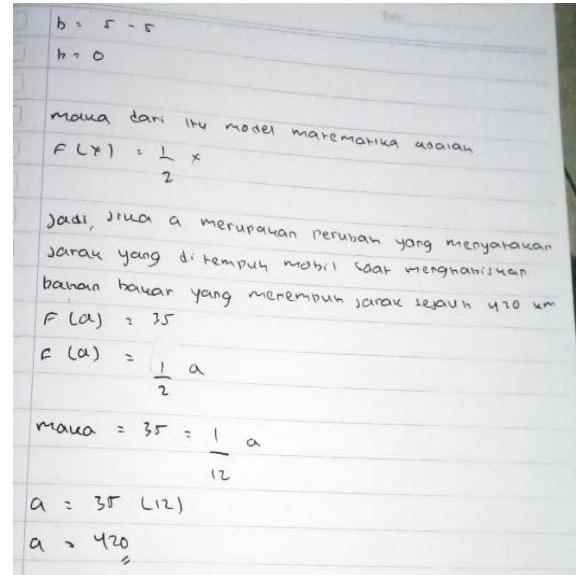 b = 5 - 5
b = 0
maka dari itu model matematika adalah
F(x) = 1/2 x
Jadi, Jika a merupakan perubah yang menyatakan
Jarak yang di tempuh mobil saat menghabiskan
bahan bakar yang menempuh jarak sejauh 420 km
F(a) = 35
F(a) = 1/2 a
maka = 35 = 1/12 a
a = 35 (12)
a = 420